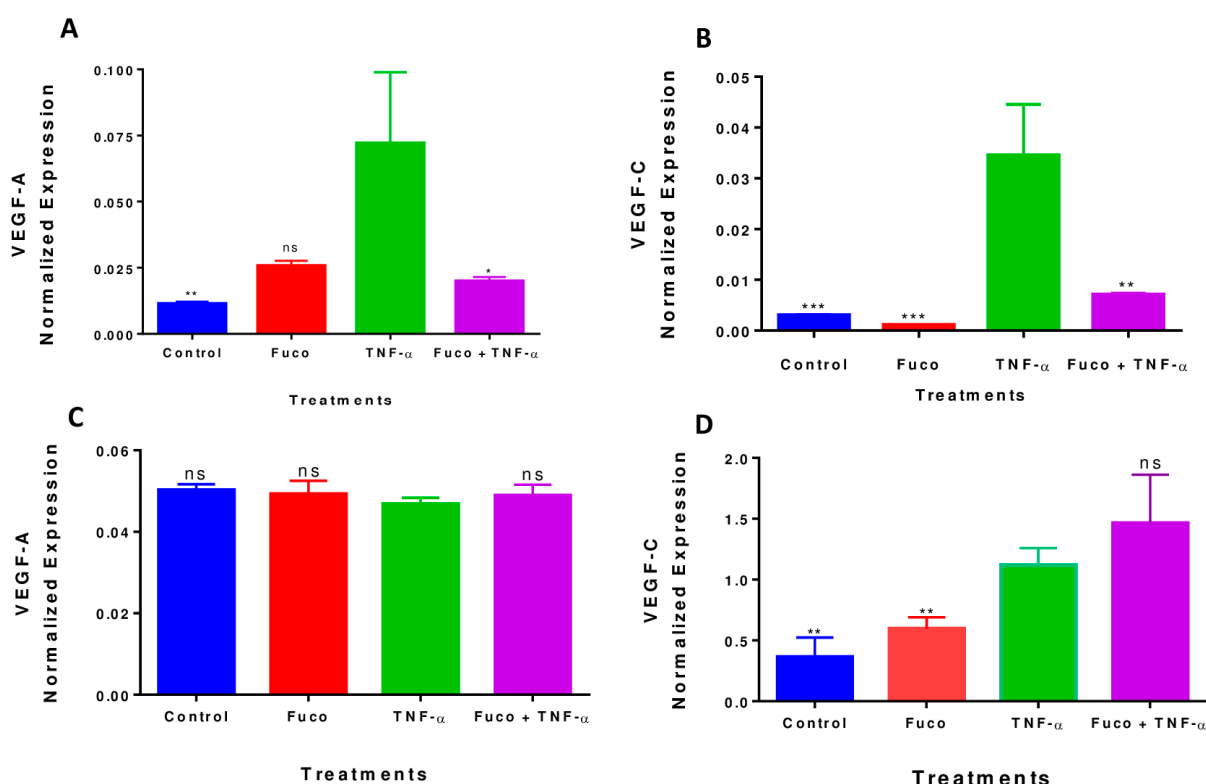 A
VEGF-A
Normalized Expression
0.100
0.075
0.050
0.025
0.000
**
ns
*
Control
Fuco
TNF-α
Fuco + TNF-α
Treatments
B
VEGF-C
Normalized Expression
0.05
0.04
0.03
0.02
0.01
0.00
***
***
**
Control
Fuco
TNF-α
Fuco + TNF-α
Treatments
C
VEGF-A
Normalized Expression
0.06
0.04
0.02
0.00
ns
ns
ns
Control
Fuco
TNF-α
Fuco + TNF-α
Treatments
D
VEGF-C
Normalized Expression
2.0
1.5
1.0
0.5
0.0
**
**
ns
Control
Fuco
TNF-α
Fuco + TNF-α
Treatments